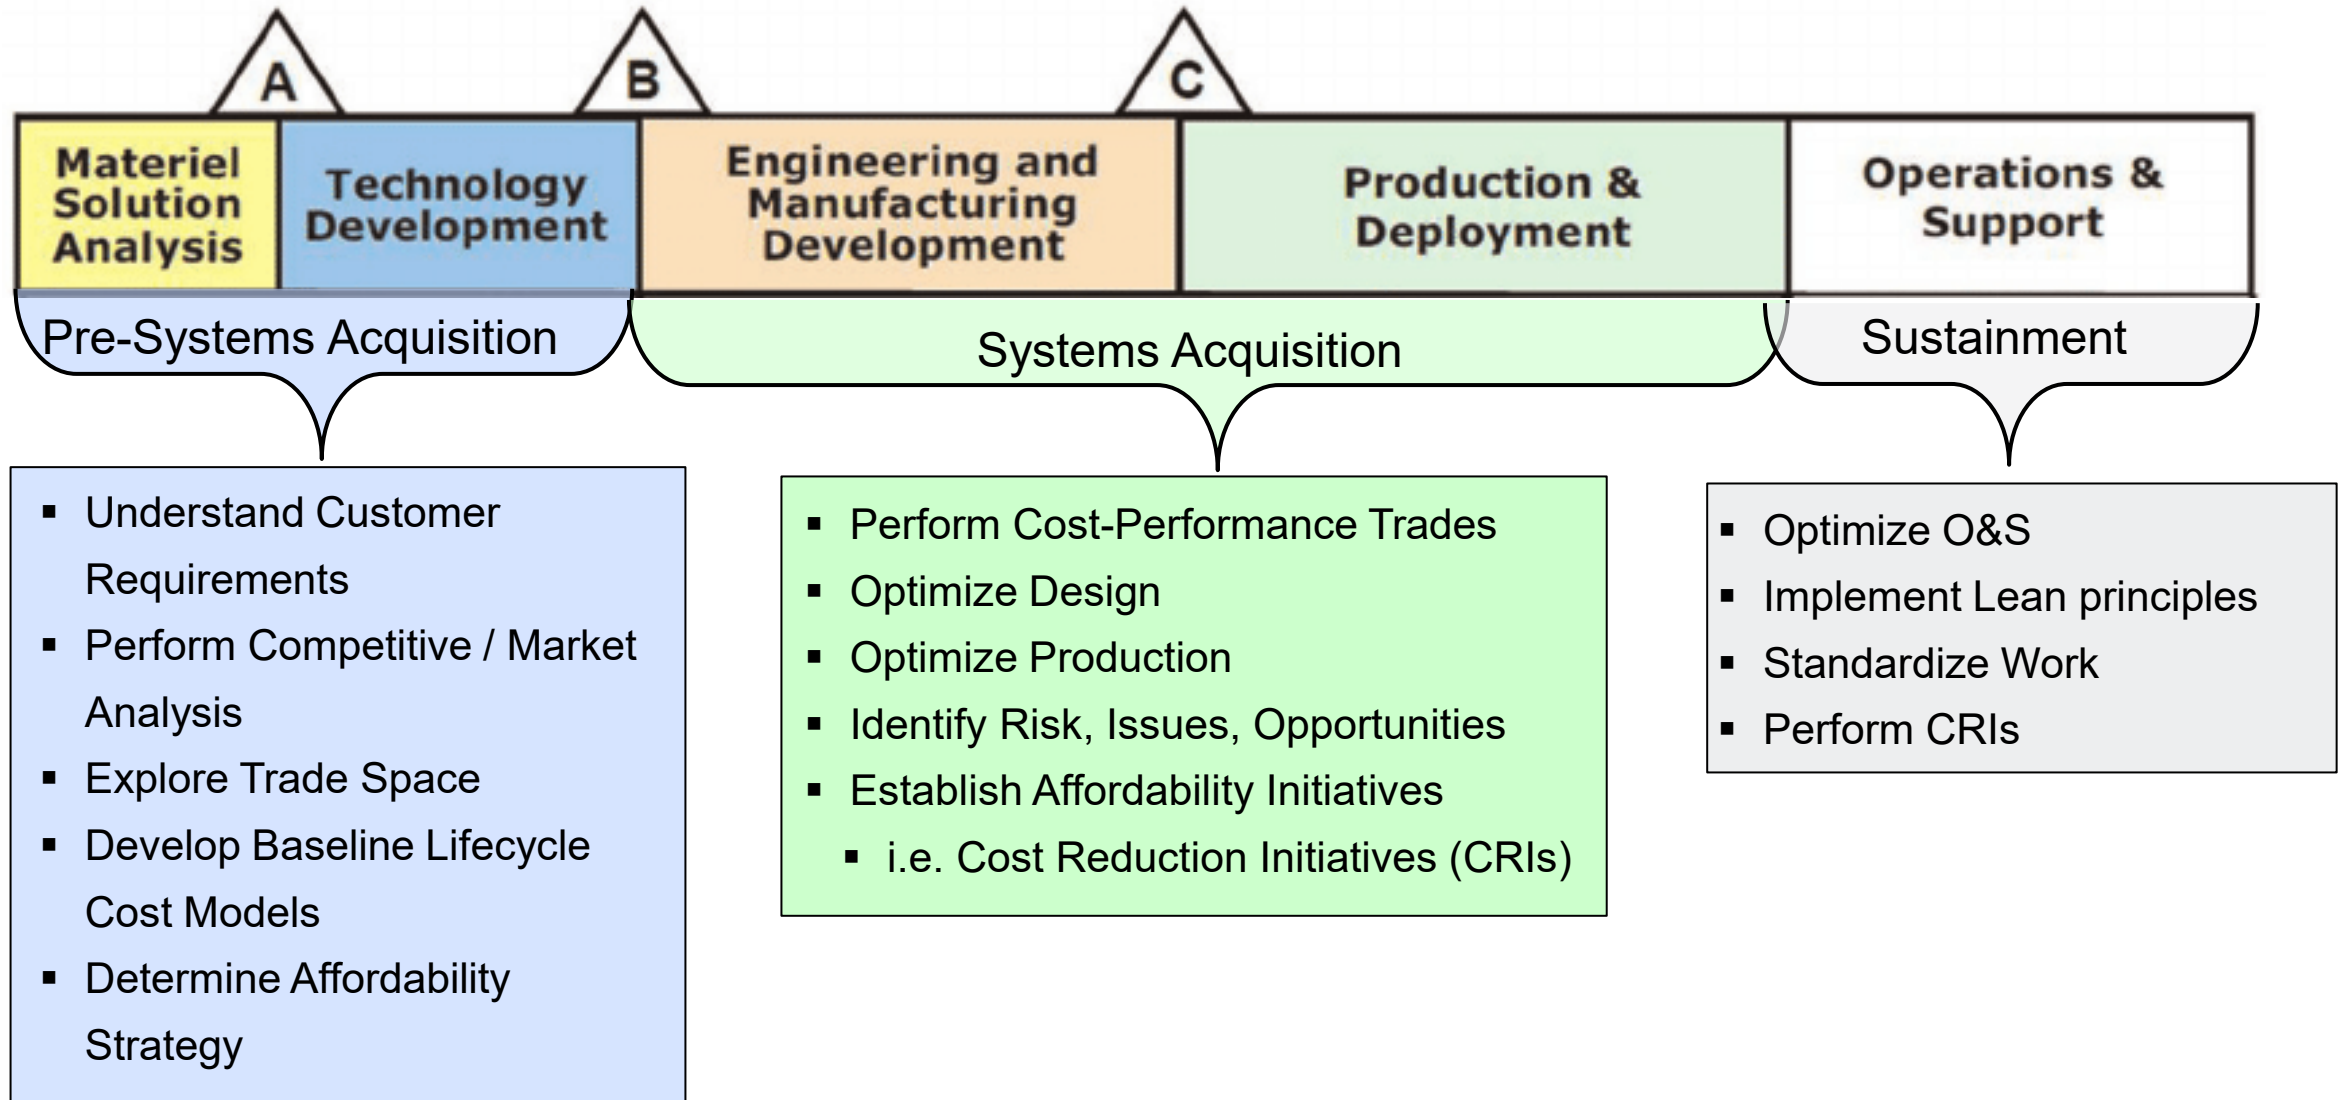 A
B
C
Materiel
Solution
Analysis
Technology
Development
Engineering and
Manufacturing
Development
Production &
Deployment
Operations &
Support
Pre-Systems Acquisition
Systems Acquisition
Sustainment
▪ Understand Customer
Requirements
▪ Perform Competitive / Market
Analysis
▪ Explore Trade Space
▪ Develop Baseline Lifecycle
Cost Models
▪ Determine Affordability
Strategy
▪ Perform Cost-Performance Trades
▪ Optimize Design
▪ Optimize Production
▪ Identify Risk, Issues, Opportunities
▪ Establish Affordability Initiatives
▪ i.e. Cost Reduction Initiatives (CRIs)
▪ Optimize O&S
▪ Implement Lean principles
▪ Standardize Work
▪ Perform CRIs